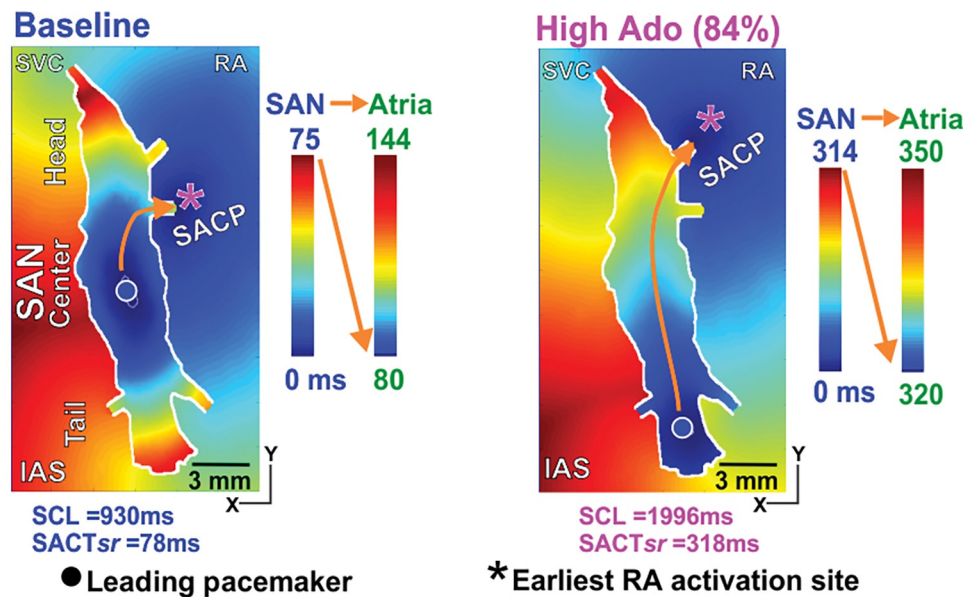 Baseline
SVC
RA
Head
SAN
Center
Tail
IAS
SACP
*
3 mm
Y
X
SAN → Atria
75 144
0 ms 80
SCL =930ms
SACTsr =78ms
High Ado (84%)
SVC
RA
*
SACP
IAS
3 mm
Y
X
SAN → Atria
314 350
0 ms 320
SCL =1996ms
SACTsr =318ms
● Leading pacemaker
* Earliest RA activation site